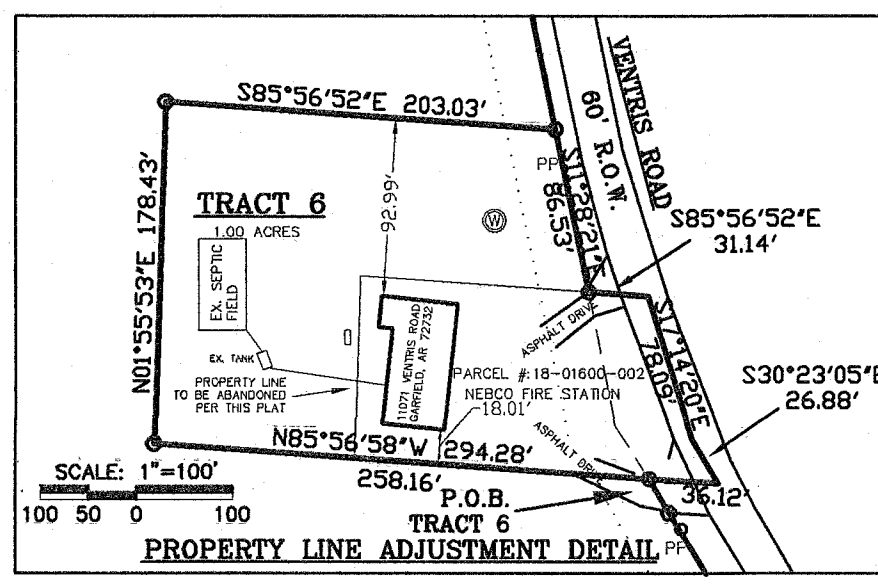 VENTRIS ROAD
60' R.O.W.
S85°56'52"E 203.03'
PP
S11°28'21"E
86.53'
N01°55'53"E 178.43'
92.99'
TRACT 6
1.00 ACRES
W
S85°56'52"E
31.14'
EX. SEPTIC
FIELD
ASPHALT DRIVE
S17°14'20"E
78.09'
11071 VENTRIS ROAD
GARFIELD, AR 72732
EX. TANK
PARCEL #:18-01600-002
NEBCO FIRE STATION
18.01'
PROPERTY LINE
TO BE ABANDONED
PER THIS PLAT
S30°23'05"E
26.88'
ASPHALT DRIVE
N85°56'58"W 294.28'
258.16'
36.12'
SCALE: 1"=100'
100 50 0 100
P.O.B.
TRACT 6
PROPERTY LINE ADJUSTMENT DETAIL
PP